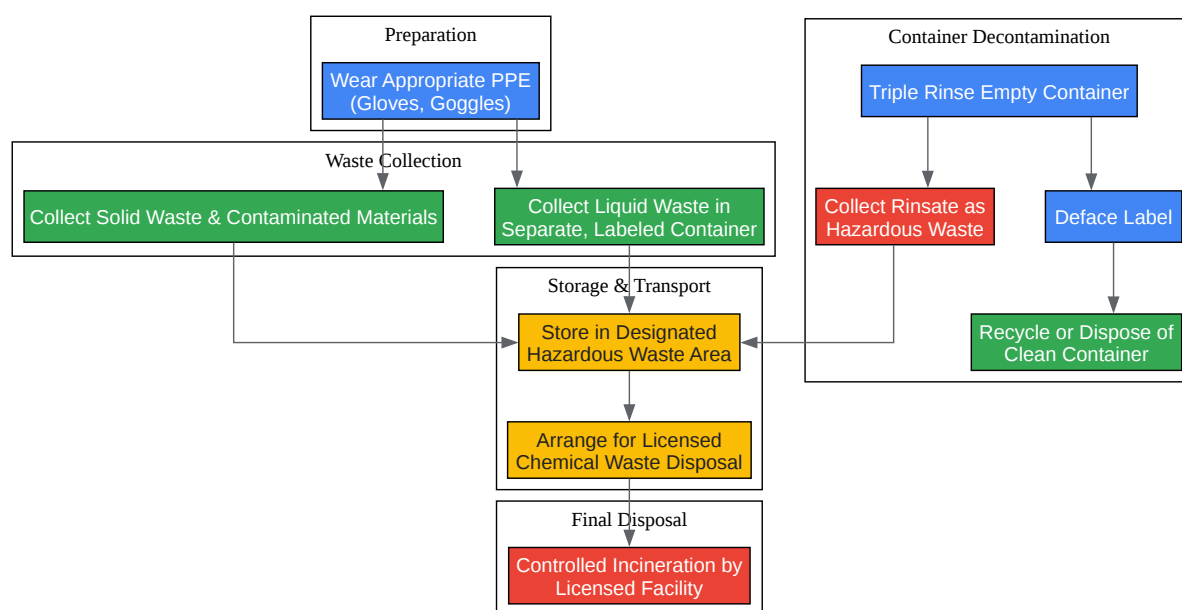 Preparation
Wear Appropriate PPE
(Gloves, Goggles)
Waste Collection
Collect Solid Waste & Contaminated Materials
Collect Liquid Waste in
Separate, Labeled Container
Storage & Transport
Store in Designated
Hazardous Waste Area
Arrange for Licensed
Chemical Waste Disposal
Final Disposal
Controlled Incineration by
Licensed Facility
Container Decontamination
Triple Rinse Empty Container
Collect Rinsate as
Hazardous Waste
Deface Label
Recycle or Dispose of
Clean Container